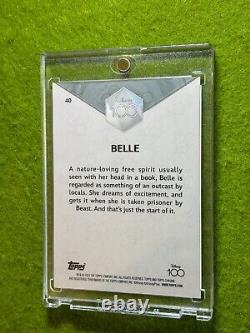 40
100
BELLE
A nature-loving free spirit usually
seen with her head in a book, Belle is
regarded as something of an outcast by
locals. She dreams of excitement, and
gets it when she is taken prisoner by
Beast. And that's just the start of it.
Topps
Disney
100